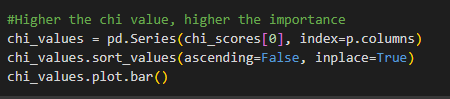 #Higher the chi value, higher the importance
chi_values = pd.Series(chi_scores[0], index=p.columns)
chi_values.sort_values(ascending=False, inplace=True)
chi_values.plot.bar()